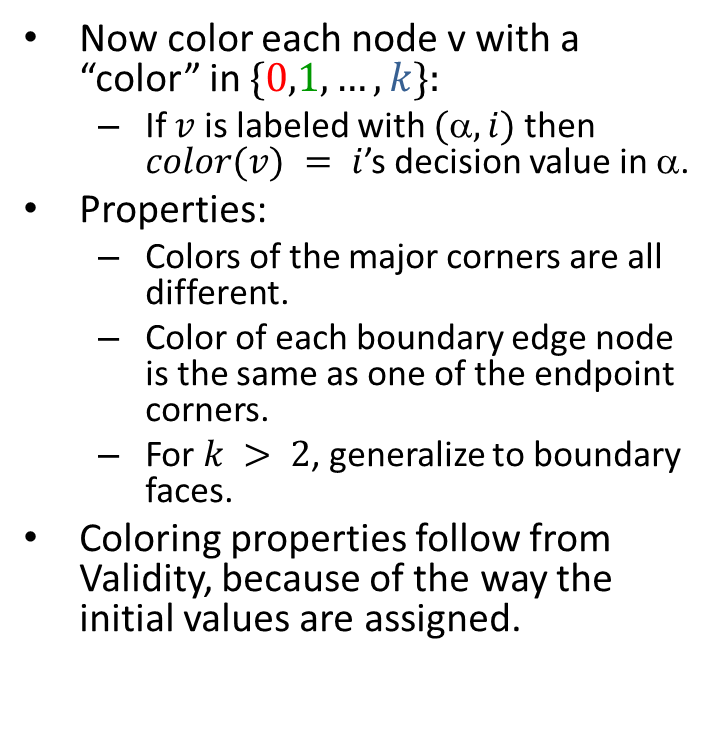 • Now color each node v with a
“color” in {0,1, … , k}:
– If v is labeled with (α, i) then
color(v) = i’s decision value in α.
• Properties:
– Colors of the major corners are all
different.
– Color of each boundary edge node
is the same as one of the endpoint
corners.
– For k > 2, generalize to boundary
faces.
• Coloring properties follow from
Validity, because of the way the
initial values are assigned.